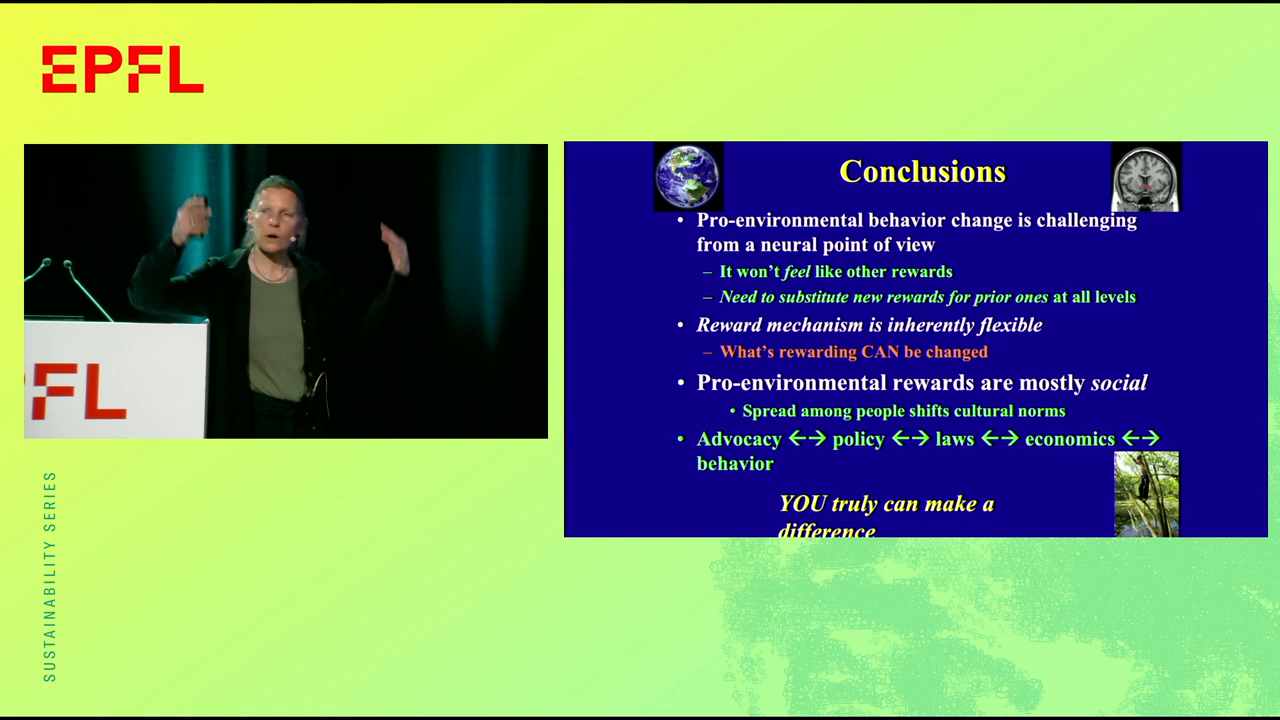 EPFL
FL
SUSTAINABILITY SERIES
Conclusions
• Pro-environmental behavior change is challenging
from a neural point of view
– It won’t feel like other rewards
– Need to substitute new rewards for prior ones at all levels
• Reward mechanism is inherently flexible
– What’s rewarding CAN be changed
• Pro-environmental rewards are mostly social
• Spread among people shifts cultural norms
• Advocacy ←→ policy ←→ laws ←→ economics ←→
behavior
YOU truly can make a
difference